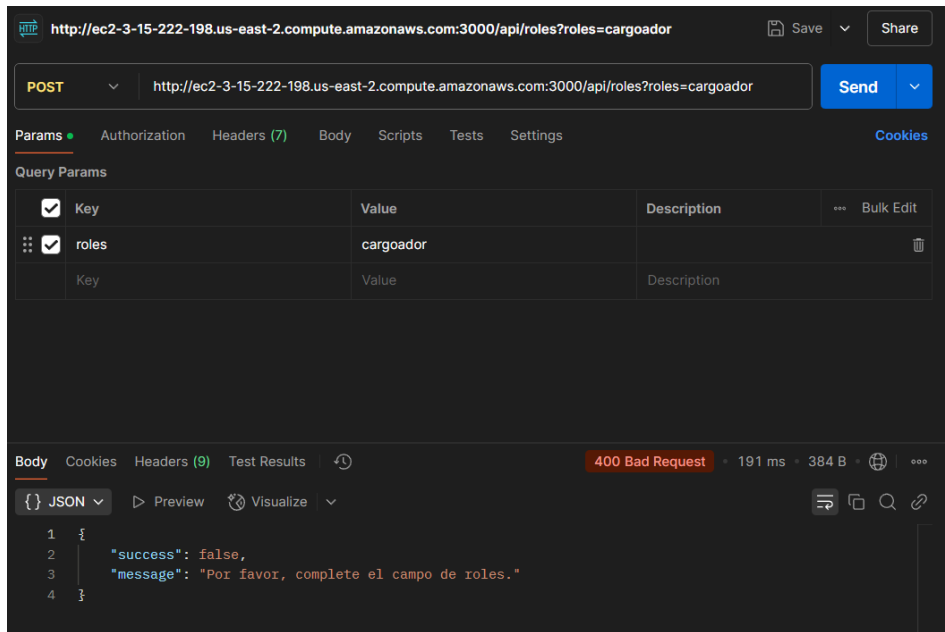 HTTP http://ec2-3-15-222-198.us-east-2.compute.amazonaws.com:3000/api/roles?roles=cargoador Save Share
POST http://ec2-3-15-222-198.us-east-2.compute.amazonaws.com:3000/api/roles?roles=cargoador Send
Params Authorization Headers (7) Body Scripts Tests Settings Cookies
Query Params
Key Value Description Bulk Edit
roles cargoador
Key Value Description
Body Cookies Headers (9) Test Results 400 Bad Request 191 ms 384 B
{} JSON Preview Visualize
1 {
2 "success": false,
3 "message": "Por favor, complete el campo de roles."
4 }